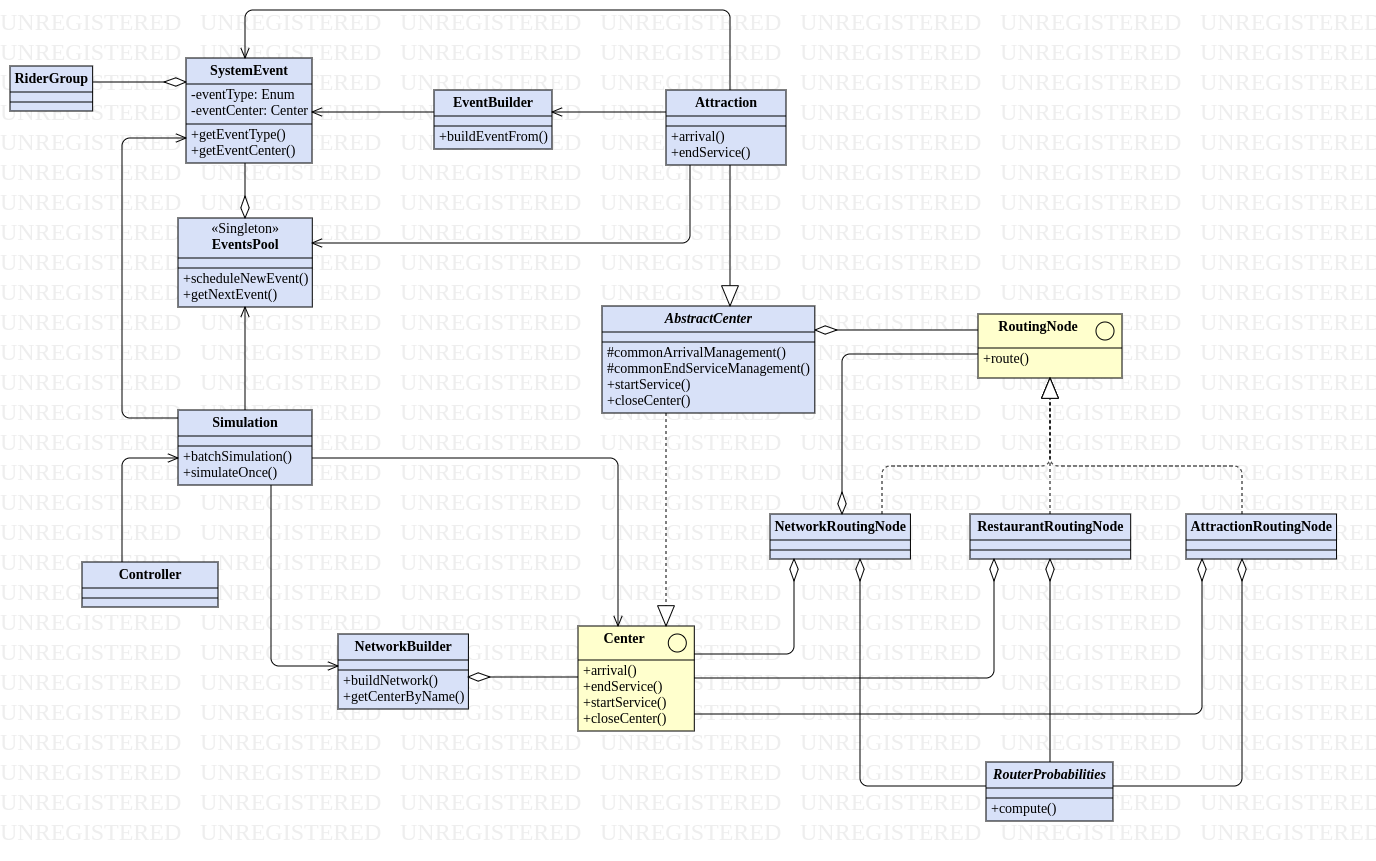 RiderGroup
SystemEvent
-eventType: Enum
-eventCenter: Center
+getEventType()
+getEventCenter()
EventBuilder
+buildEventFrom()
Attraction
+arrival()
+endService()
«Singleton»
EventsPool
+scheduleNewEvent()
+getNextEvent()
AbstractCenter
#commonArrivalManagement()
#commonEndServiceManagement()
+startService()
+closeCenter()
RoutingNode
+route()
Simulation
+batchSimulation()
+simulateOnce()
NetworkRoutingNode
RestaurantRoutingNode
AttractionRoutingNode
Controller
NetworkBuilder
+buildNetwork()
+getCenterByName()
Center
+arrival()
+endService()
+startService()
+closeCenter()
RouterProbabilities
+compute()
UNREGISTERED